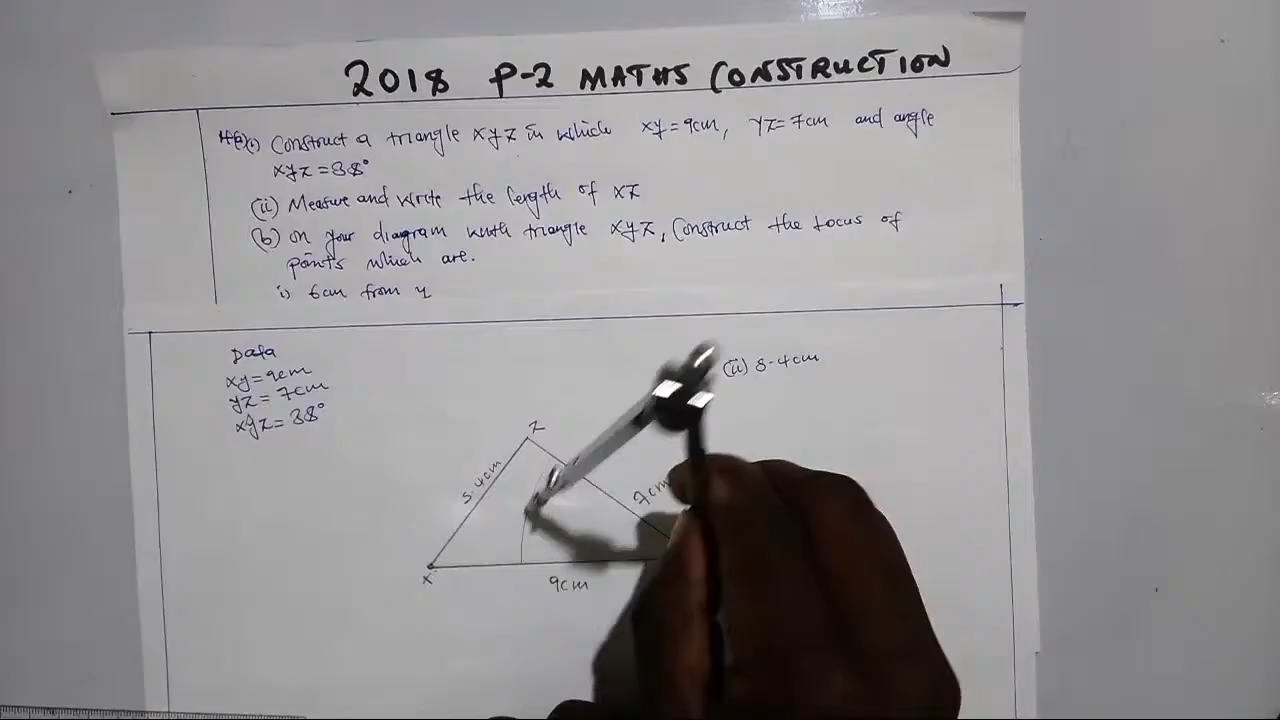 2018 P-2 MATHS CONSTRUCTION
Construct a triangle XYZ in which XY=9cm, YZ=7cm and angle
XYZ=38°
(ii) Measure and write the length of XZ
(b) On your diagram with triangle XYZ, Construct the locus of
points which are.
i) 6cm from Y
Data
XY=9cm
YZ=7cm
XYZ=38°
(ii) 5.4cm
Z
5.4cm
7cm
X
9cm